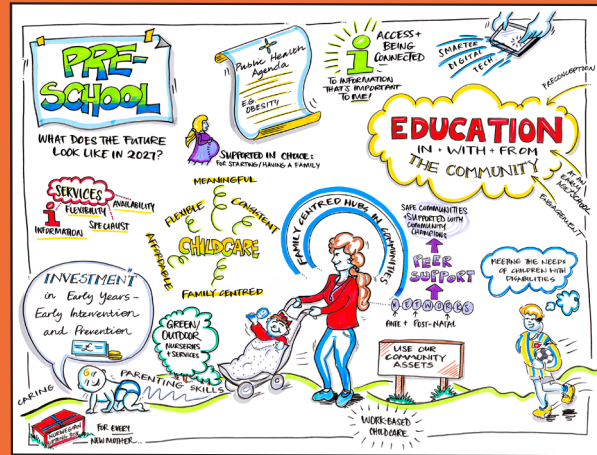 PRE-
SCHOOL
WHAT DOES THE FUTURE
LOOK LIKE IN 2027?
Public Health
Agenda
E.G.
OBESITY
ACCESS +
BEING
CONNECTED
TO INFORMATION
THAT'S IMPORTANT
TO ME!
SMARTER
DIGITAL
TECH.
PRECONCEPTION
EDUCATION
IN + WITH + FROM
THE COMMUNITY
AT AN
EARLY
ENGAGEMENT
SUPPORTED IN CHOICE:
FOR STARTING/HAVING A FAMILY
SERVICES
FLEXIBILITY
AVAILABILITY
SPECIALIST
INFORMATION
MEANINGFUL
FLEXIBLE
CONSISTENT
CHILDCARE
AFFORDABLE
FAMILY CENTRED
FAMILY CENTRED HUBS IN COMMUNITIES
SAFE COMMUNITIES
SUPPORTED WITH
COMMUNITY
CHAMPIONS
PEER
SUPPORT
NETWORKS
ANTE + POST-NATAL
MEETING THE NEEDS
OF CHILDREN WITH
DISABILITIES
INVESTMENT
in Early Years -
Early Intervention
and Prevention
GREEN/
OUTDOOR
NURSERIES
+ SERVICES
USE OUR
COMMUNITY
ASSETS
CARING
PARENTING SKILLS
NORWEGIAN
FOR EVERY
NEW MOTHER...
WORK-BASED
CHILDCARE